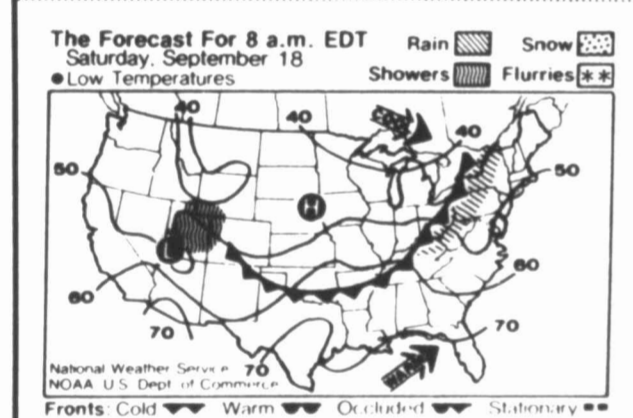 The Forecast For 8 a.m. EDT
Saturday, September 18
● Low Temperatures
Rain
Snow
Showers
Flurries
40
40
40
50
50
H
L
60
60
70
70
70
WARM
National Weather Service
NOAA U S Dept of Commerce
Fronts: Cold Warm Occluded Stationary